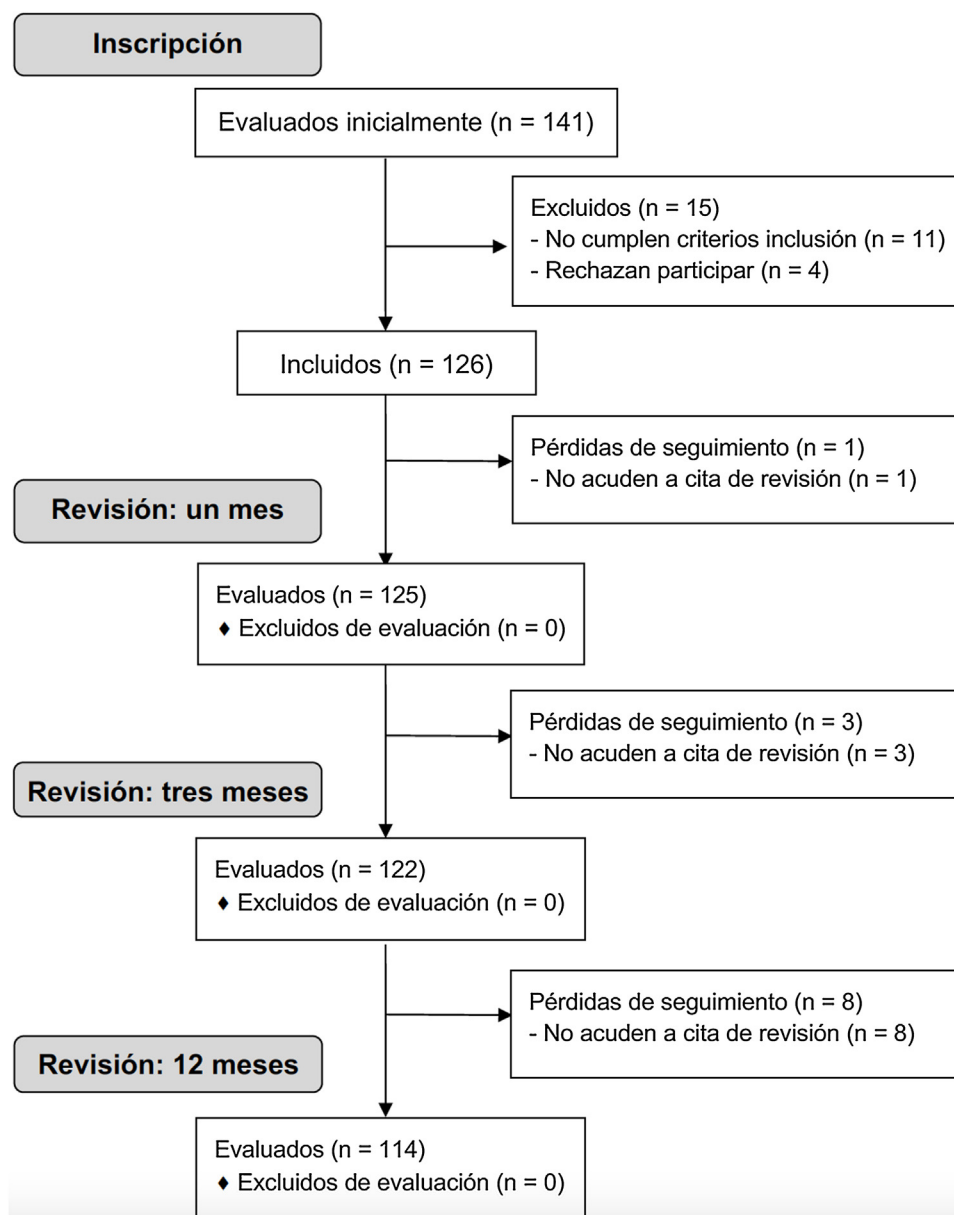 Inscripción
Evaluados inicialmente (n = 141)
Excluidos (n = 15)
- No cumplen criterios inclusión (n = 11)
- Rechazan participar (n = 4)
Incluidos (n = 126)
Pérdidas de seguimiento (n = 1)
- No acuden a cita de revisión (n = 1)
Revisión: un mes
Evaluados (n = 125)
♦ Excluidos de evaluación (n = 0)
Pérdidas de seguimiento (n = 3)
- No acuden a cita de revisión (n = 3)
Revisión: tres meses
Evaluados (n = 122)
♦ Excluidos de evaluación (n = 0)
Pérdidas de seguimiento (n = 8)
- No acuden a cita de revisión (n = 8)
Revisión: 12 meses
Evaluados (n = 114)
♦ Excluidos de evaluación (n = 0)